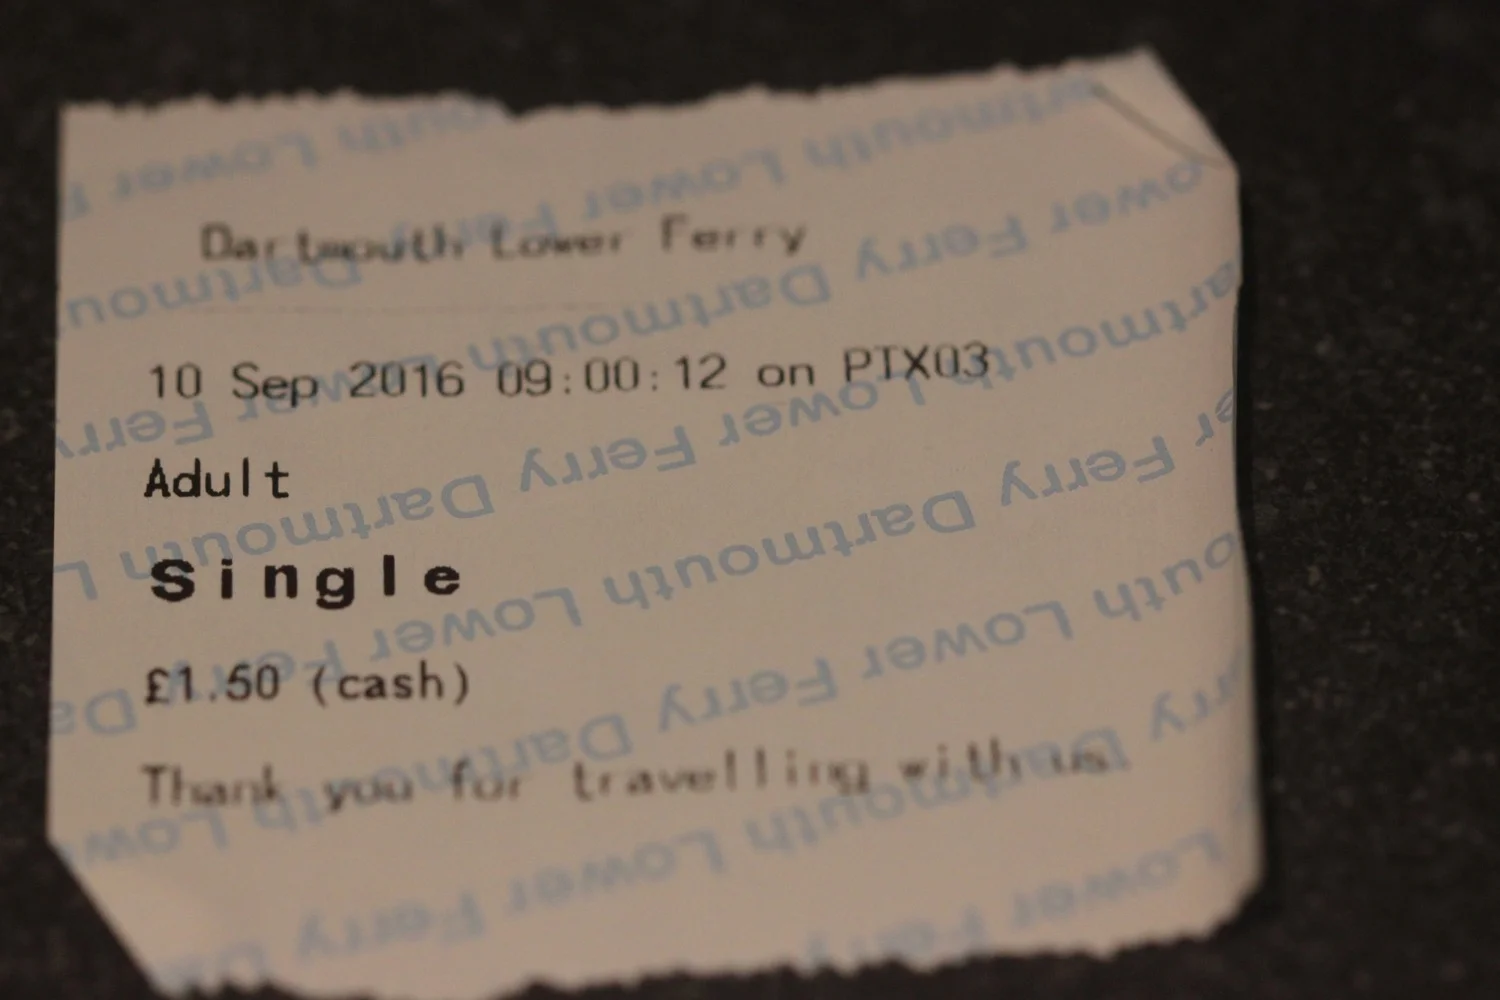 Dartmouth Lower Ferry
10 Sep 2016 09:00:12 on PTX03
Adult
Single
£1.50 (cash)
Thank you for travelling with us.